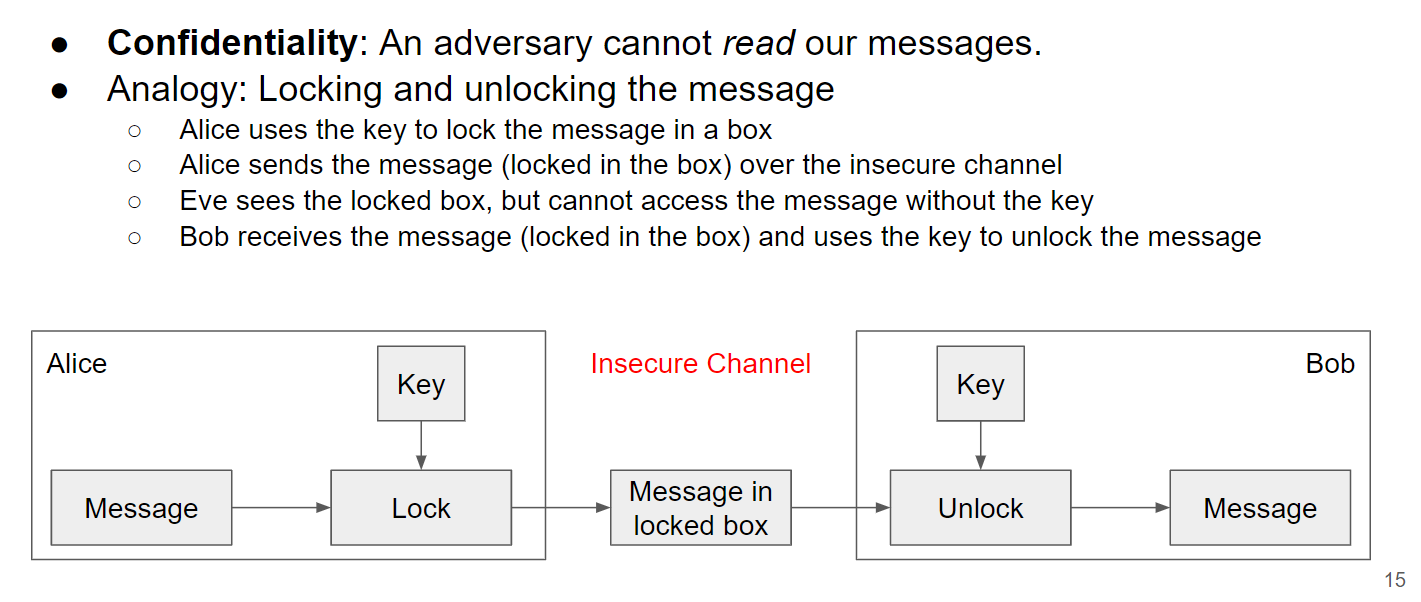 ● Confidentiality: An adversary cannot read our messages.
● Analogy: Locking and unlocking the message
○ Alice uses the key to lock the message in a box
○ Alice sends the message (locked in the box) over the insecure channel
○ Eve sees the locked box, but cannot access the message without the key
○ Bob receives the message (locked in the box) and uses the key to unlock the message
Alice
Key
Message
Lock
Insecure Channel
Message in
locked box
Bob
Key
Unlock
Message
15